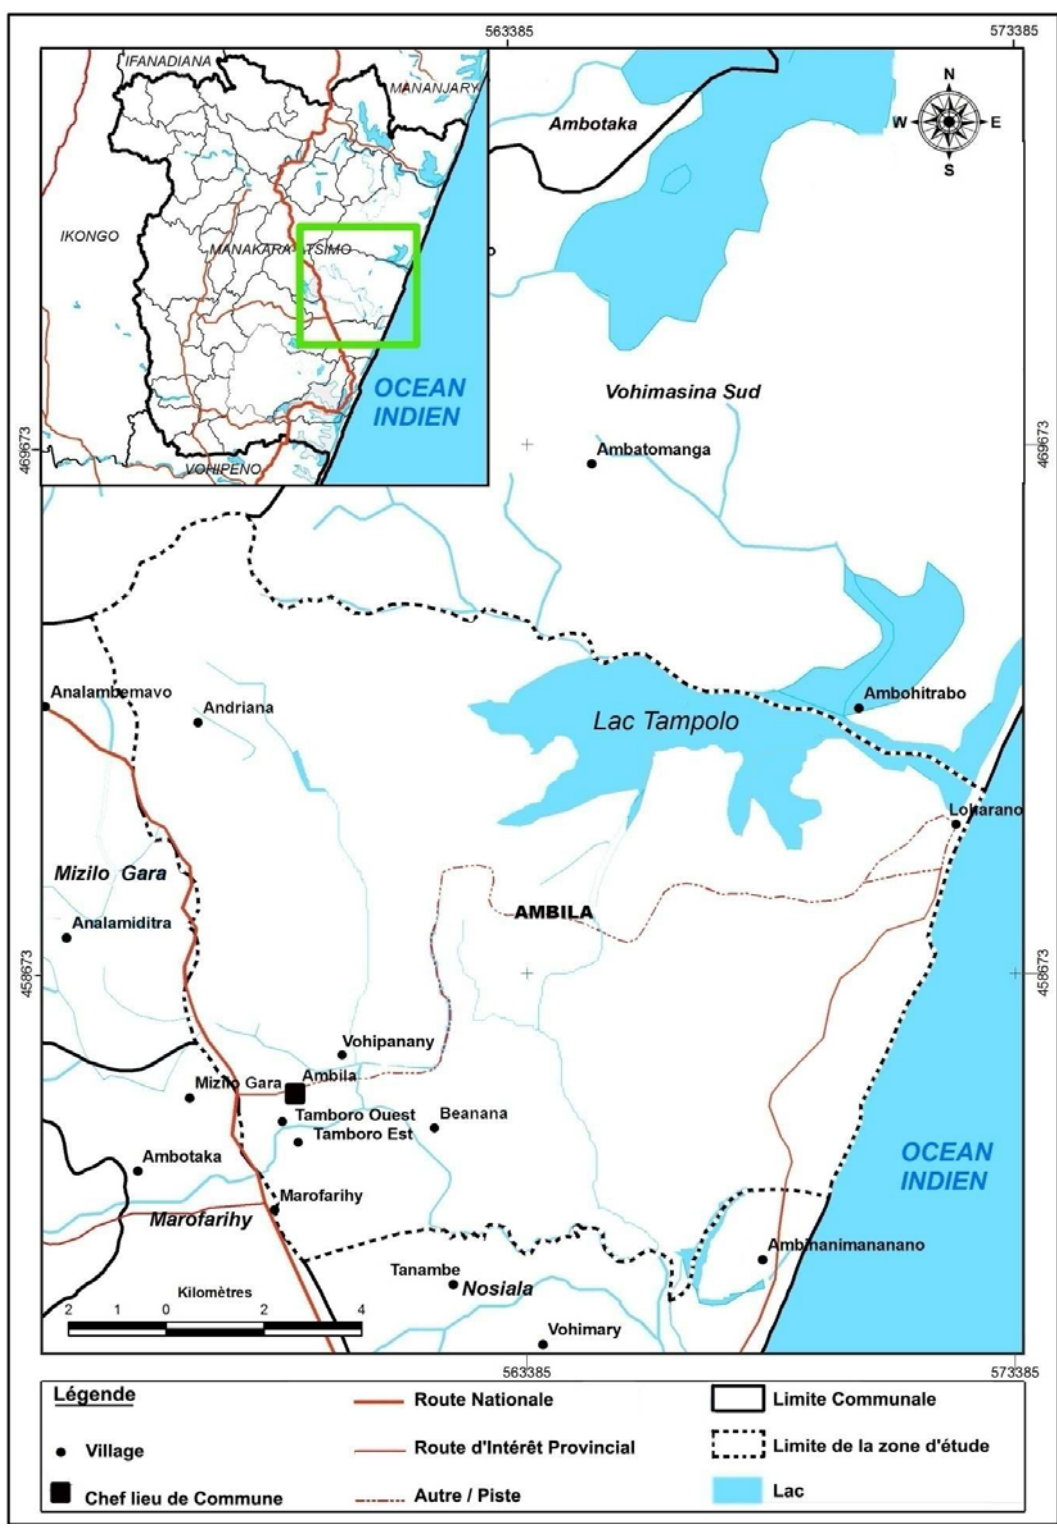 563385
573385
IFANADIANA
MANANJARY
IKONGO
MANAKARA ATSIMO
VOHIPENO
OCEAN
INDIEN
N
W
E
S
Ambotaka
Vohimasina Sud
469673
469673
Ambatomanga
Analambemavo
Andriana
Lac Tampolo
Ambohitrabo
Loharano
Mizilo Gara
AMBILA
Analamiditra
458673
458673
Vohipanany
Ambila
Mizilo Gara
Tamboro Ouest
Beanana
Tamboro Est
Ambotaka
OCEAN
INDIEN
Marofarihy
Marofarihy
Ambinanimananano
Tanambe
Nosiala
Kilomètres
2 1 0 2 4
Vohimary
563385
573385
Légende
Route Nationale
Limite Communale
Village
Route d'Intérêt Provincial
Limite de la zone d'étude
Chef lieu de Commune
Autre / Piste
Lac